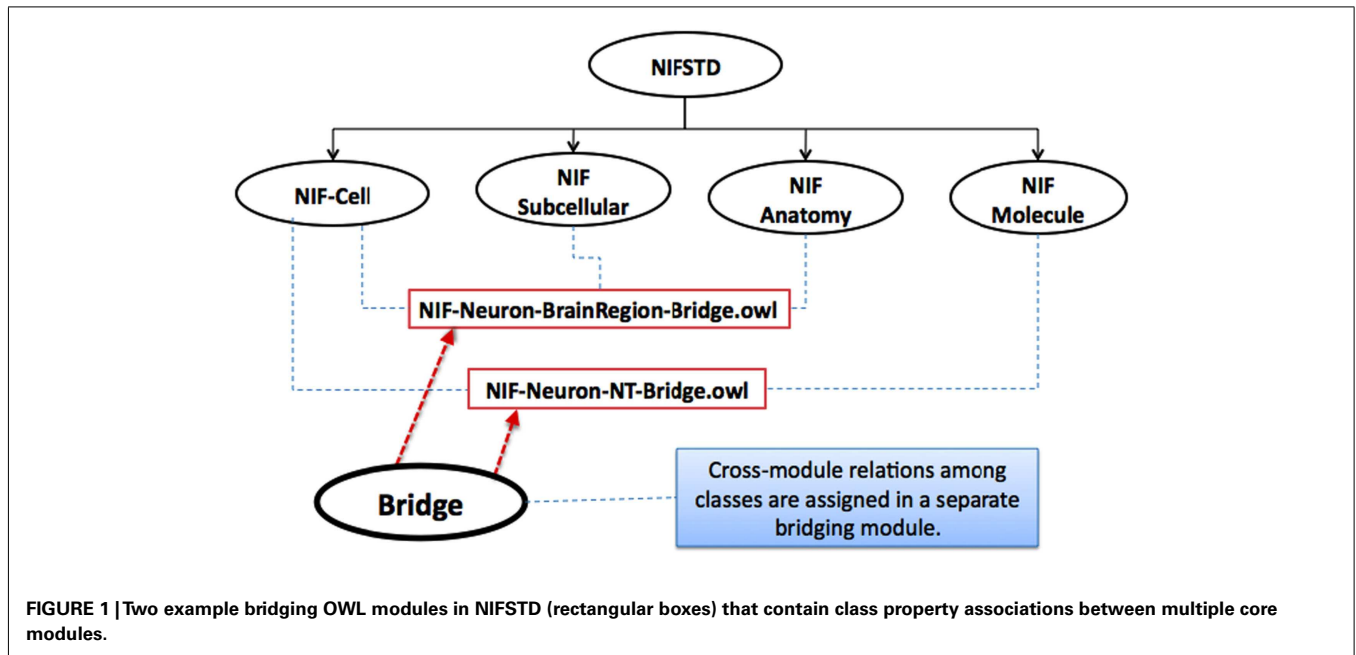 NIFSTD
NIF-Cell
NIF
Subcellular
NIF
Anatomy
NIF
Molecule
NIF-Neuron-BrainRegion-Bridge.owl
NIF-Neuron-NT-Bridge.owl
Bridge
Cross-module relations among
classes are assigned in a separate
bridging module.
FIGURE 1 | Two example bridging OWL modules in NIFSTD (rectangular boxes) that contain class property associations between multiple core
modules.